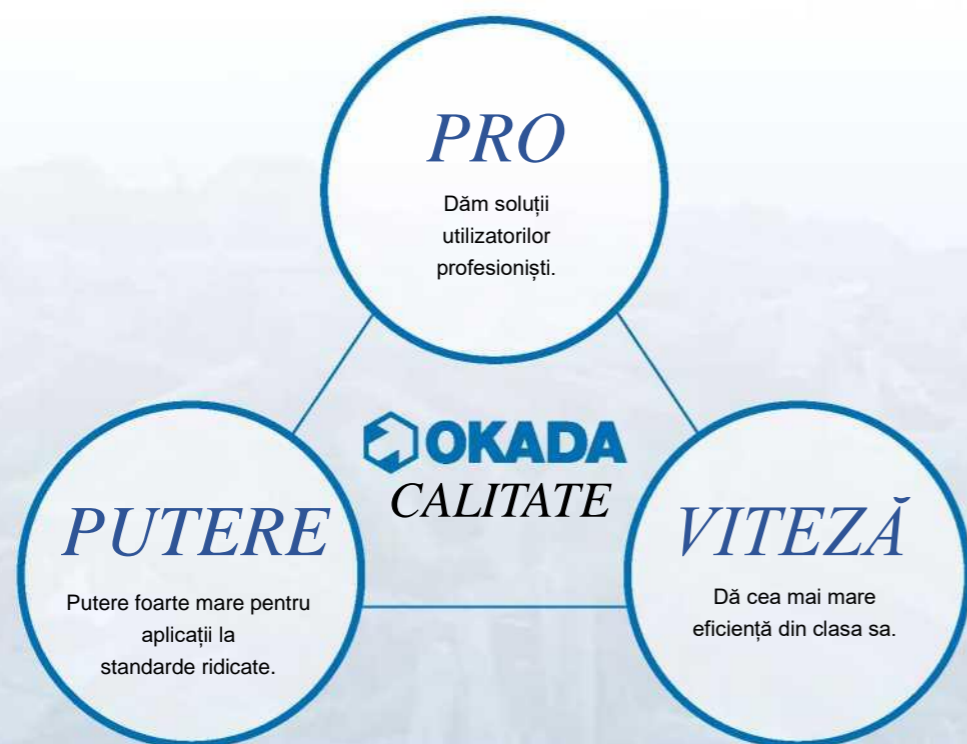 PRO
Dăm soluții
utilizatorilor
profesioniști.
OKADA
CALITATE
PUTERE
Putere foarte mare pentru
aplicații la
standarde ridicate.
VITEZĂ
Dă cea mai mare
eficiență din clasa sa.